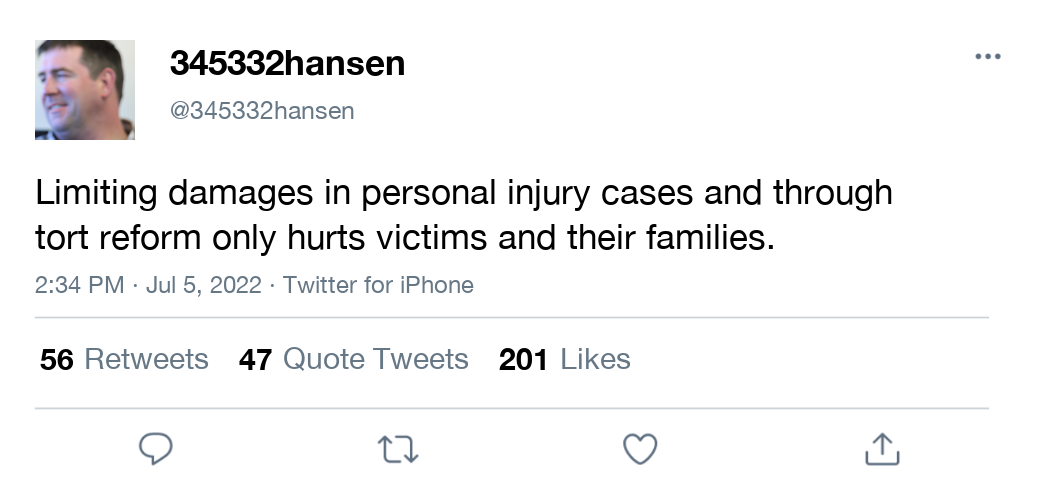 345332hansen
@345332hansen
Limiting damages in personal injury cases and through
tort reform only hurts victims and their families.
2:34 PM · Jul 5, 2022 · Twitter for iPhone
56 Retweets 47 Quote Tweets 201 Likes